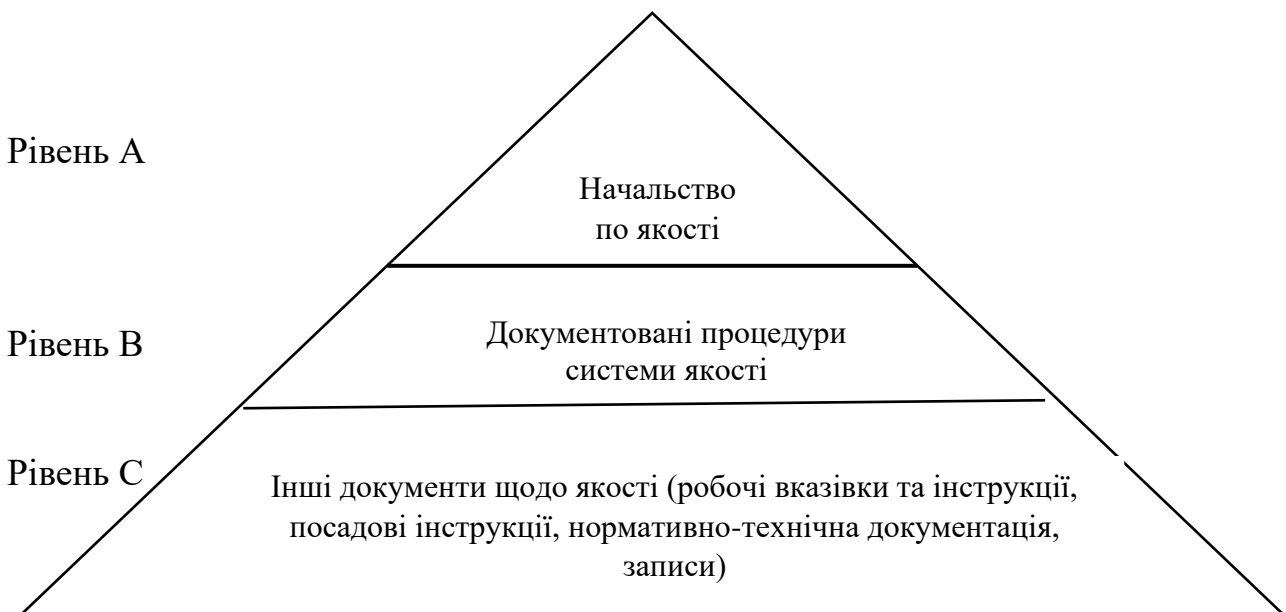 Рівень A
Начальство
по якості
Рівень B
Документовані процедури
системи якості
Рівень C
Інші документи щодо якості (робочі вказівки та інструкції,
посадові інструкції, нормативно-технічна документація,
записи)